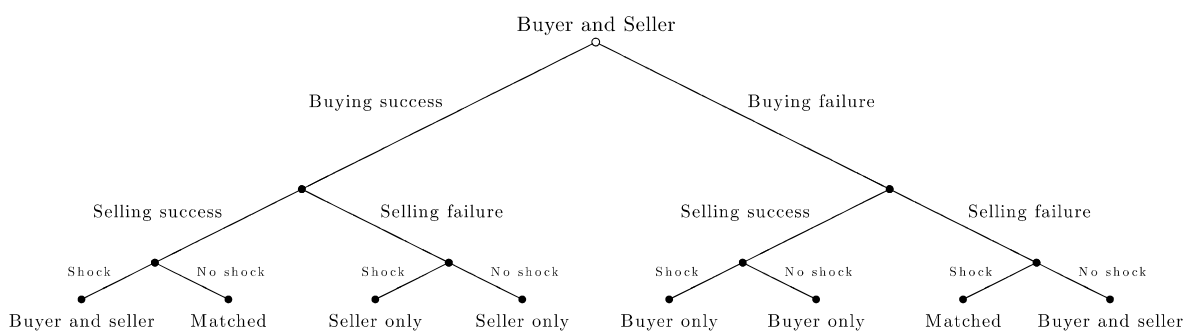 Buyer and Seller
Buying success
Buying failure
Selling success
Selling failure
Selling success
Selling failure
Shock
No shock
Shock
No shock
Shock
No shock
Shock
No shock
Buyer and seller
Matched
Seller only
Seller only
Buyer only
Buyer only
Matched
Buyer and seller